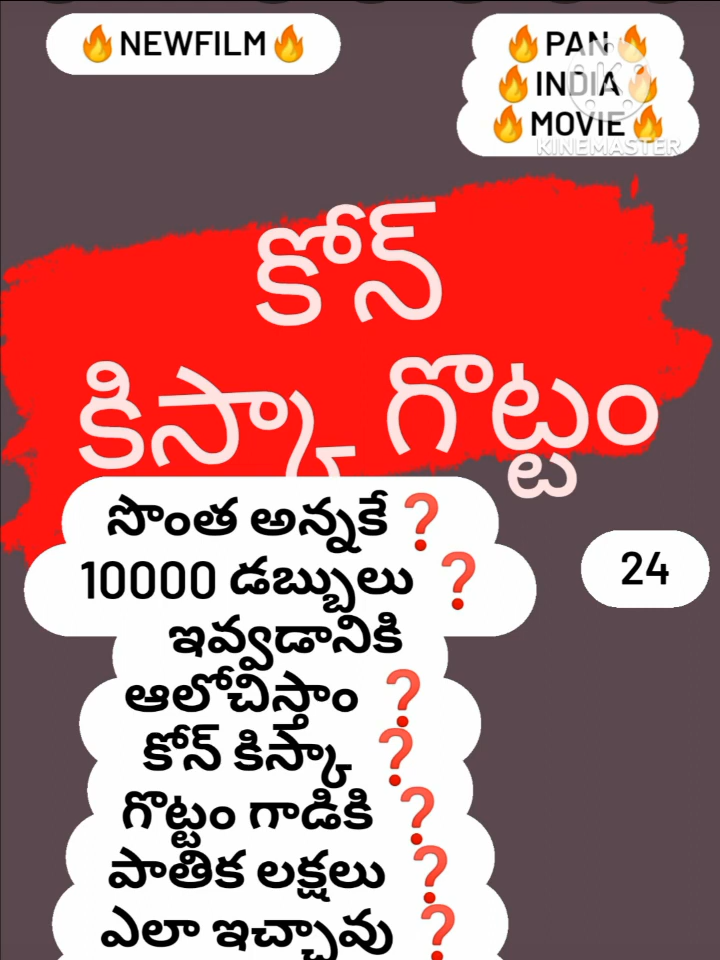 🔥NEWFILM🔥
🔥PAN🔥
🔥INDIA🔥
🔥MOVIE🔥
KINEMASTER
కోన్
కిస్కా గొట్టం
సొంత అన్నకే❓
10000 డబ్బులు ❓
ఇవ్వడానికి
ఆలోచిస్తాం ❓
కోన్ కిస్కా ❓
గొట్టం గాడికి ❓
పాతిక లక్షలు ❓
ఎలా ఇచ్చావు ❓
24